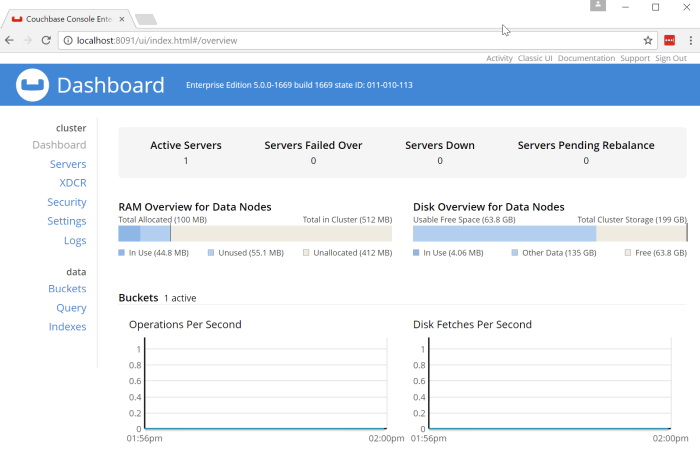 Couchbase Console Ente
localhost:8091/ui/index.html#/overview
Activity Classic UI Documentation Support Sign Out
Dashboard
Enterprise Edition 5.0.0-1669 build 1669 state ID: 011-010-113
cluster
Dashboard
Servers
XDCR
Security
Settings
Logs
data
Buckets
Query
Indexes
Active Servers
1
Servers Failed Over
0
Servers Down
0
Servers Pending Rebalance
0
RAM Overview for Data Nodes
Total Allocated (100 MB) Total in Cluster (512 MB)
In Use (44.8 MB) Unused (55.1 MB) Unallocated (412 MB)
Disk Overview for Data Nodes
Usable Free Space (63.8 GB) Total Cluster Storage (199 GB)
In Use (4.06 MB) Other Data (135 GB) Free (63.8 GB)
Buckets 1 active
Operations Per Second
1
0.8
0.6
0.4
0.2
0
01:56pm 02:00pm
Disk Fetches Per Second
1
0.8
0.6
0.4
0.2
0
01:56pm 02:00pm